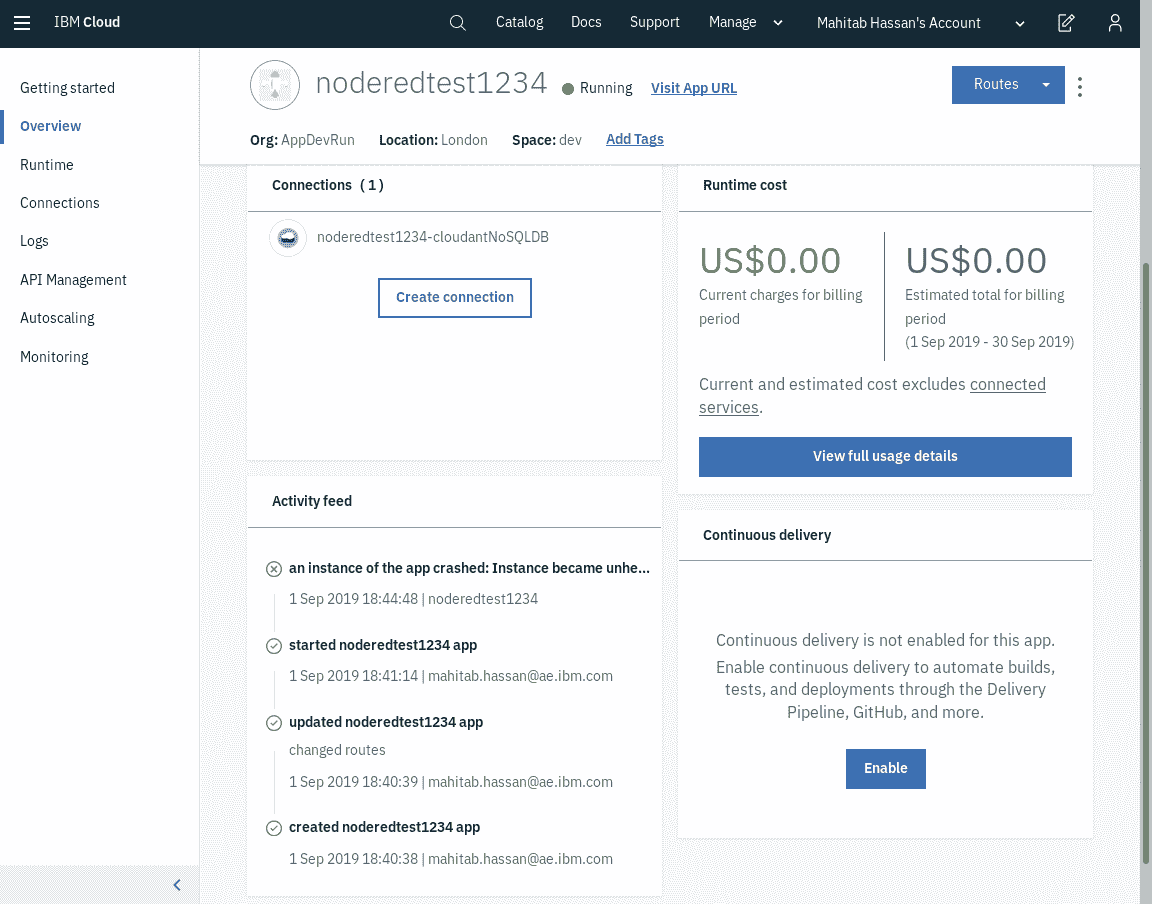 IBM Cloud
Catalog
Docs
Support
Manage
Mahitab Hassan's Account
Getting started
Overview
Runtime
Connections
Logs
API Management
Autoscaling
Monitoring
noderedtest1234
Running
Visit App URL
Routes
Org: AppDevRun
Location: London
Space: dev
Add Tags
Connections (1)
noderedtest1234-cloudantNoSQLDB
Create connection
Runtime cost
US$0.00
Current charges for billing
period
US$0.00
Estimated total for billing
period
(1 Sep 2019 - 30 Sep 2019)
Current and estimated cost excludes connected
services.
View full usage details
Activity feed
an instance of the app crashed: Instance became unhe...
1 Sep 2019 18:44:48 | noderedtest1234
started noderedtest1234 app
1 Sep 2019 18:41:14 | mahitab.hassan@ae.ibm.com
updated noderedtest1234 app
changed routes
1 Sep 2019 18:40:39 | mahitab.hassan@ae.ibm.com
created noderedtest1234 app
1 Sep 2019 18:40:38 | mahitab.hassan@ae.ibm.com
Continuous delivery
Continuous delivery is not enabled for this app.
Enable continuous delivery to automate builds,
tests, and deployments through the Delivery
Pipeline, GitHub, and more.
Enable